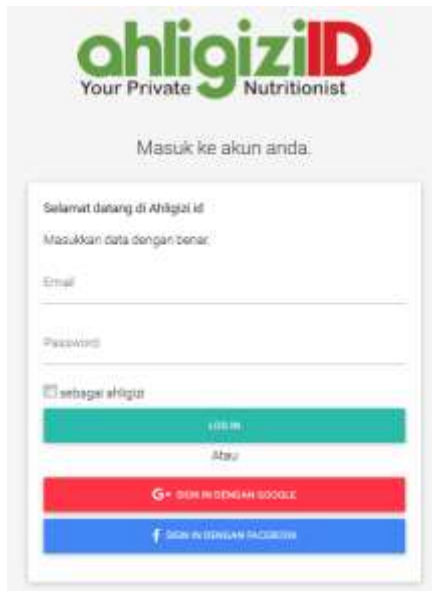 ahligiziID
Your Private Nutritionist
Masuk ke akun anda.
Selamat datang di Ahligizi id
Masukkan data dengan benar.
Email
Password
sebagai ahligizi
LOG IN
Atau
G+ SIGN IN DENGAN GOOGLE
f SIGN IN DENGAN FACEBOOK